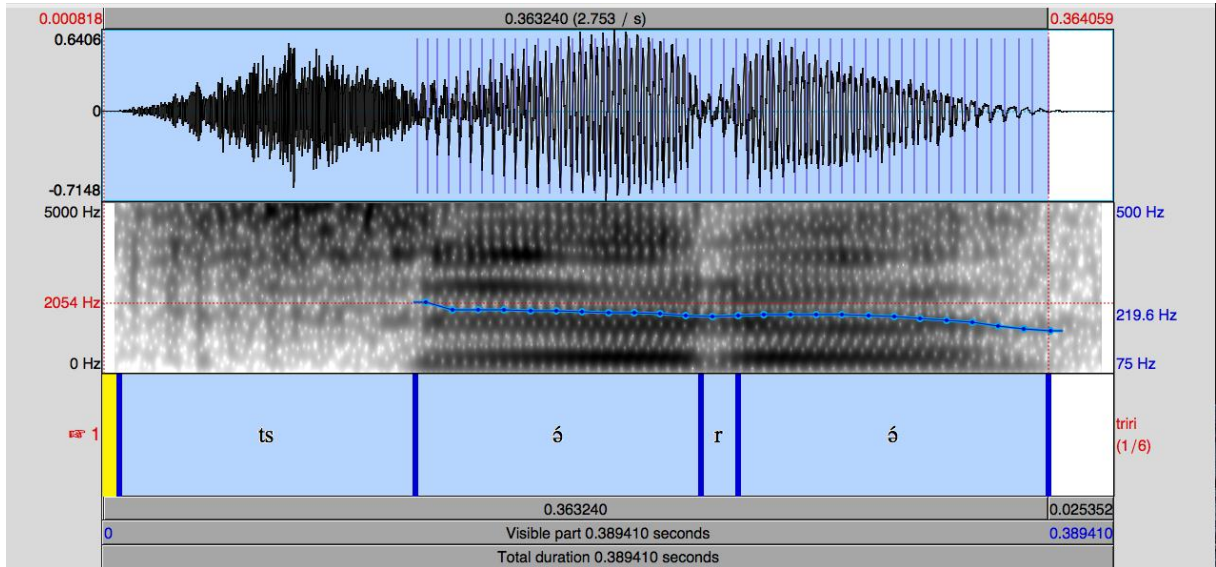 0.000818 0.363240 (2.753 / s) 0.364059
0.6406
0
-0.7148
5000 Hz 500 Hz
2054 Hz
219.6 Hz
0 Hz 75 Hz
☞ 1 ts ə́ r ə́ triri
(1/6)
0.363240 0.025352
0 Visible part 0.389410 seconds 0.389410
Total duration 0.389410 seconds